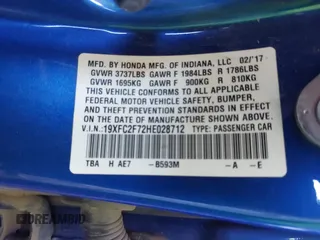 MFD. BY HONDA MFG. OF INDIANA, LLC 02/'17
GVWR 3737LBS GAWR F 1984LBS R 1786LBS
GVWR 1695KG GAWR F 900KG R 810KG
THIS VEHICLE CONFORMS TO ALL APPLICABLE
FEDERAL MOTOR VEHICLE SAFETY, BUMPER,
AND THEFT PREVENTION STANDARDS IN EFFECT ON
THE DATE OF MANUFACTURE SHOWN ABOVE.
V.I.N. 19XFC2F72HE028712 TYPE: PASSENGER CAR
TBA H AE7 -B593M -A -E
DREAMBID